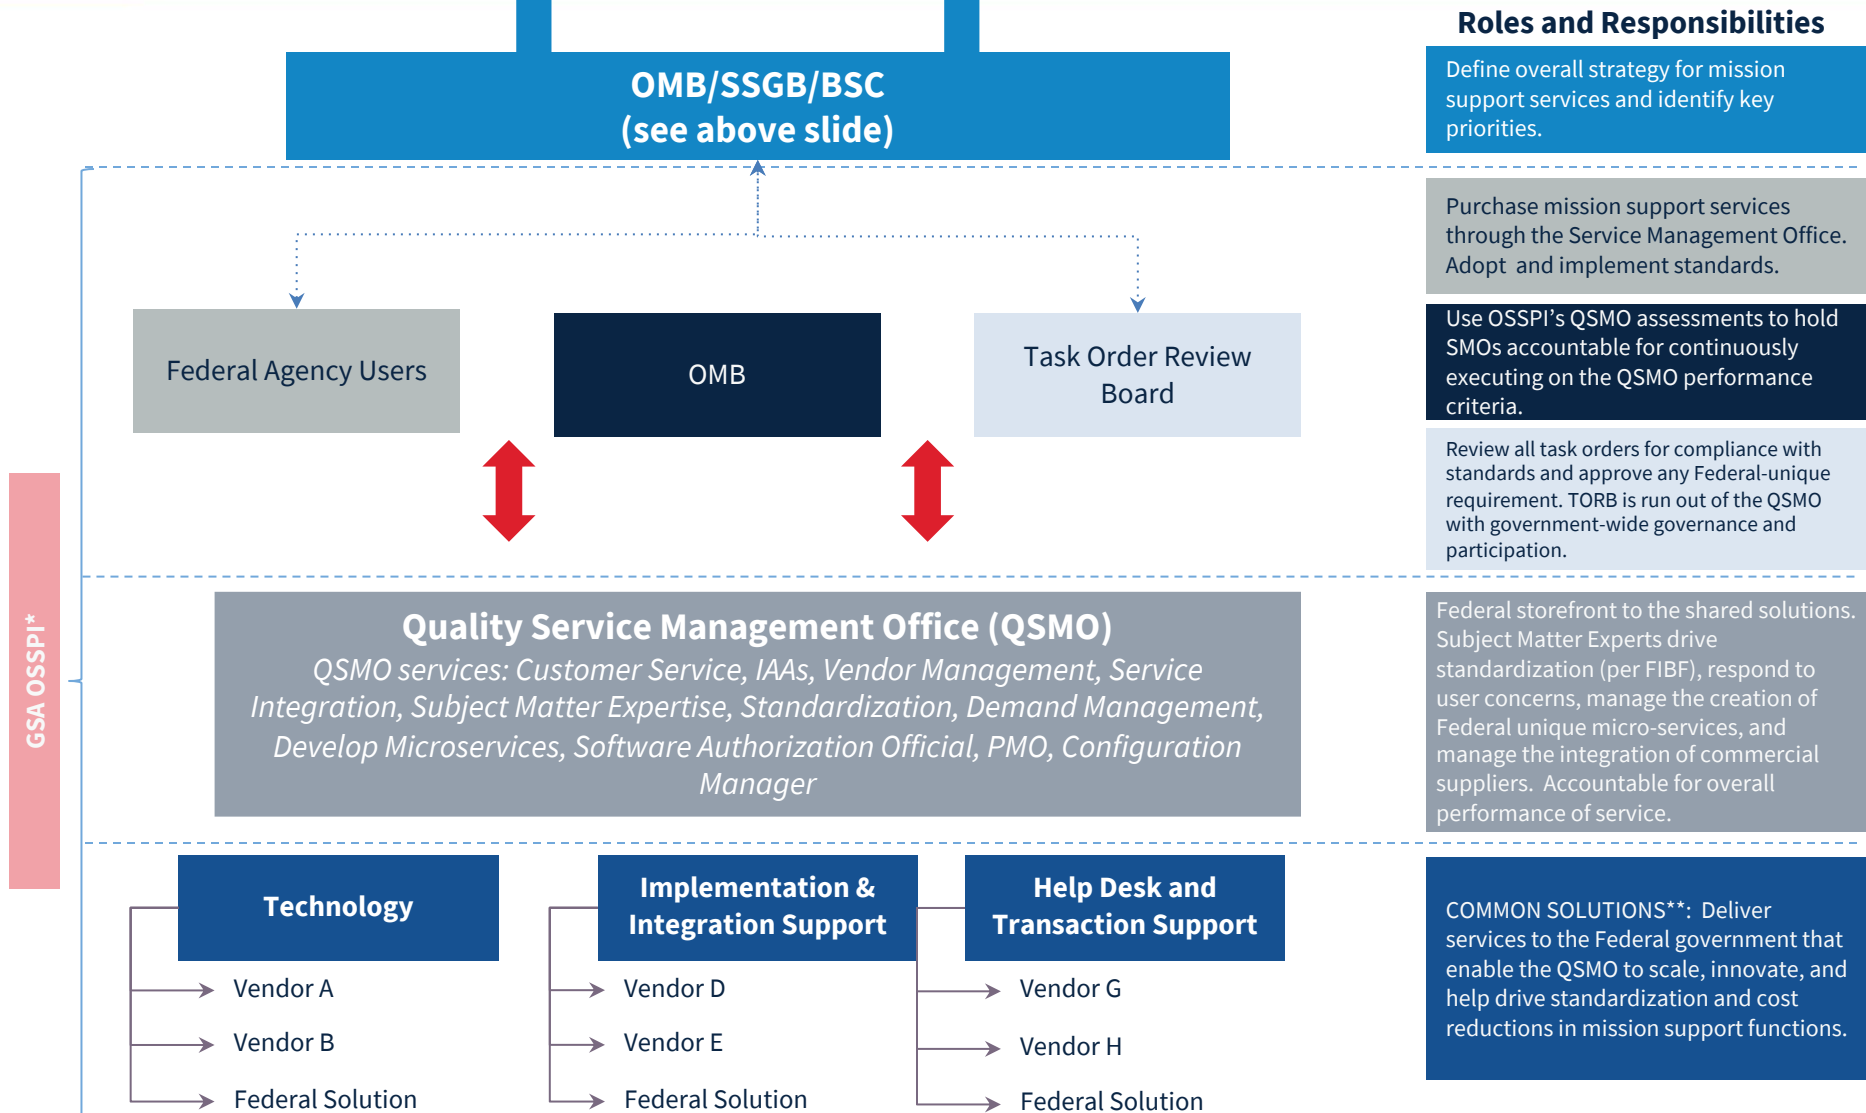 Roles and Responsibilities
OMB/SSGB/BSC
(see above slide)
Define overall strategy for mission
support services and identify key
priorities.
Purchase mission support services
through the Service Management Office.
Adopt and implement standards.
Federal Agency Users
OMB
Task Order Review
Board
Use OSSPI’s QSMO assessments to hold
SMOs accountable for continuously
executing on the QSMO performance
criteria.
Review all task orders for compliance with
standards and approve any Federal-unique
requirement. TORB is run out of the QSMO
with government-wide governance and
participation.
GSA OSSPI*
Quality Service Management Office (QSMO)
QSMO services: Customer Service, IAAs, Vendor Management, Service
Integration, Subject Matter Expertise, Standardization, Demand Management,
Develop Microservices, Software Authorization Official, PMO, Configuration
Manager
Federal storefront to the shared solutions.
Subject Matter Experts drive
standardization (per FIBF), respond to
user concerns, manage the creation of
Federal unique micro-services, and
manage the integration of commercial
suppliers. Accountable for overall
performance of service.
Technology
Vendor A
Vendor B
Federal Solution
Implementation &
Integration Support
Vendor D
Vendor E
Federal Solution
Help Desk and
Transaction Support
Vendor G
Vendor H
Federal Solution
COMMON SOLUTIONS**: Deliver
services to the Federal government that
enable the QSMO to scale, innovate, and
help drive standardization and cost
reductions in mission support functions.